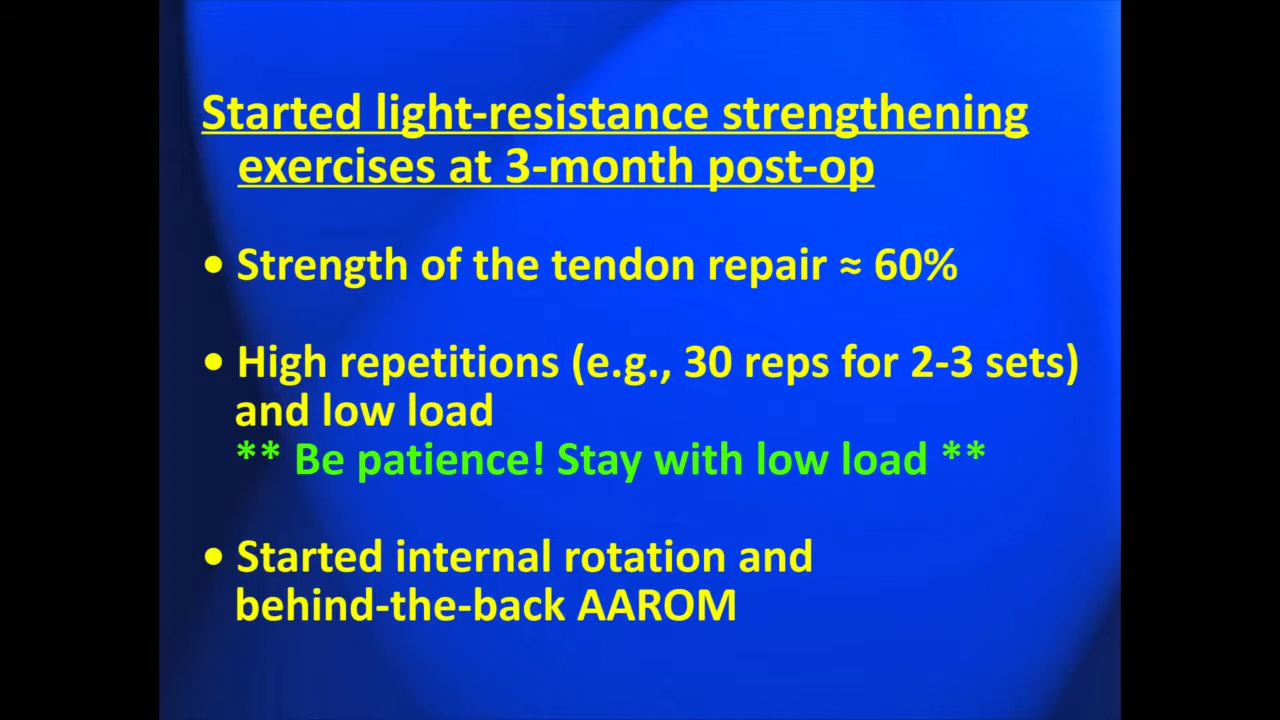 Started light-resistance strengthening
exercises at 3-month post-op
• Strength of the tendon repair ≈ 60%
• High repetitions (e.g., 30 reps for 2-3 sets)
and low load
** Be patience! Stay with low load **
• Started internal rotation and
behind-the-back AAROM